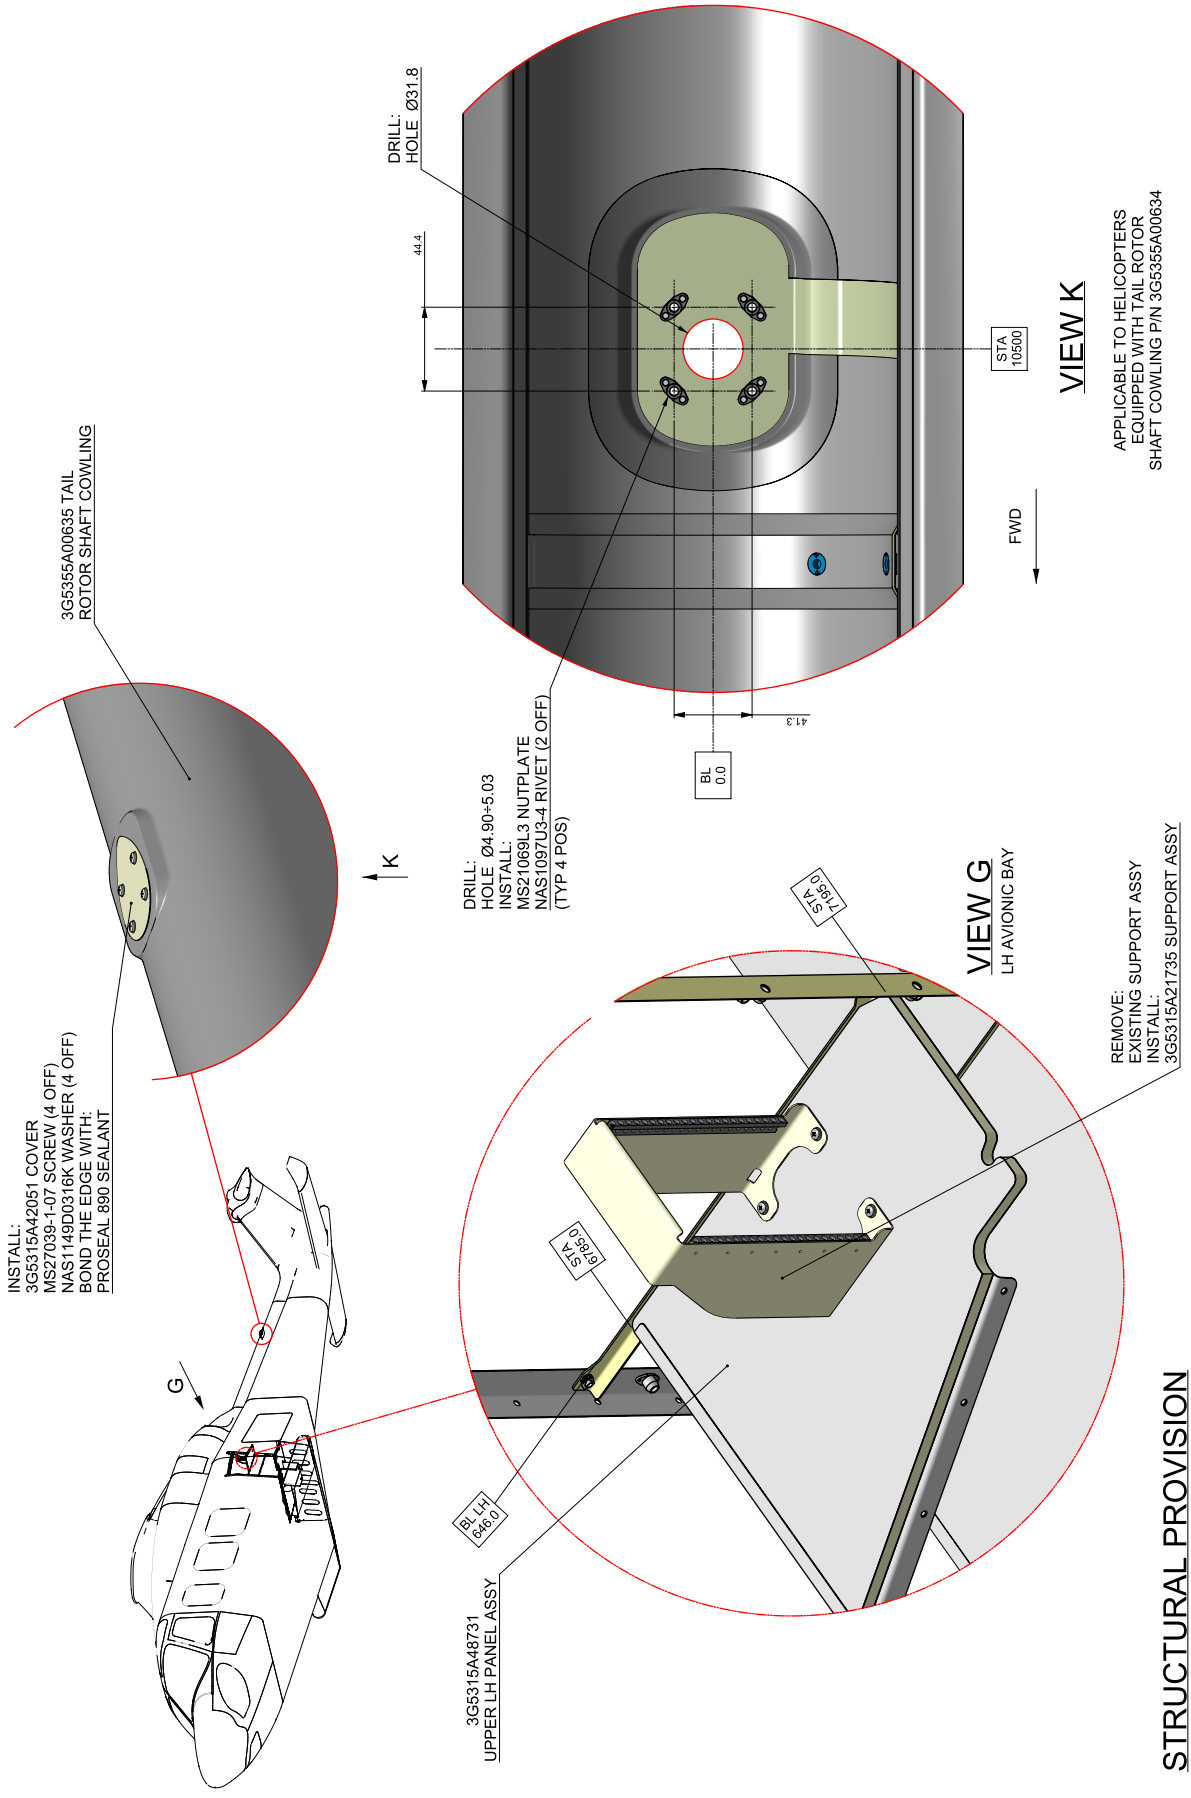 INSTALL:
3G5315A42051 COVER
MS27039-1-07 SCREW (4 OFF)
NAS1149D0316K WASHER (4 OFF)
BOND THE EDGE WITH:
PROSEAL 890 SEALANT
3G5355A00635 TAIL
ROTOR SHAFT COWLING
G
K
DRILL:
HOLE Ø31.8
44.4
DRILL:
HOLE Ø4.90÷5.03
INSTALL:
MS21069L3 NUTPLATE
NAS1097U3-4 RIVET (2 OFF)
(TYP 4 POS)
41.3
BL
0.0
STA
10500
FWD
VIEW K
APPLICABLE TO HELICOPTERS
EQUIPPED WITH TAIL ROTOR
SHAFT COWLING P/N 3G5355A00634
3G5315A48731
UPPER LH PANEL ASSY
BL LH
646.0
STA
6785.0
STA
7195.0
VIEW G
LH AVIONIC BAY
REMOVE:
EXISTING SUPPORT ASSY
INSTALL:
3G5315A21735 SUPPORT ASSY
STRUCTURAL PROVISION